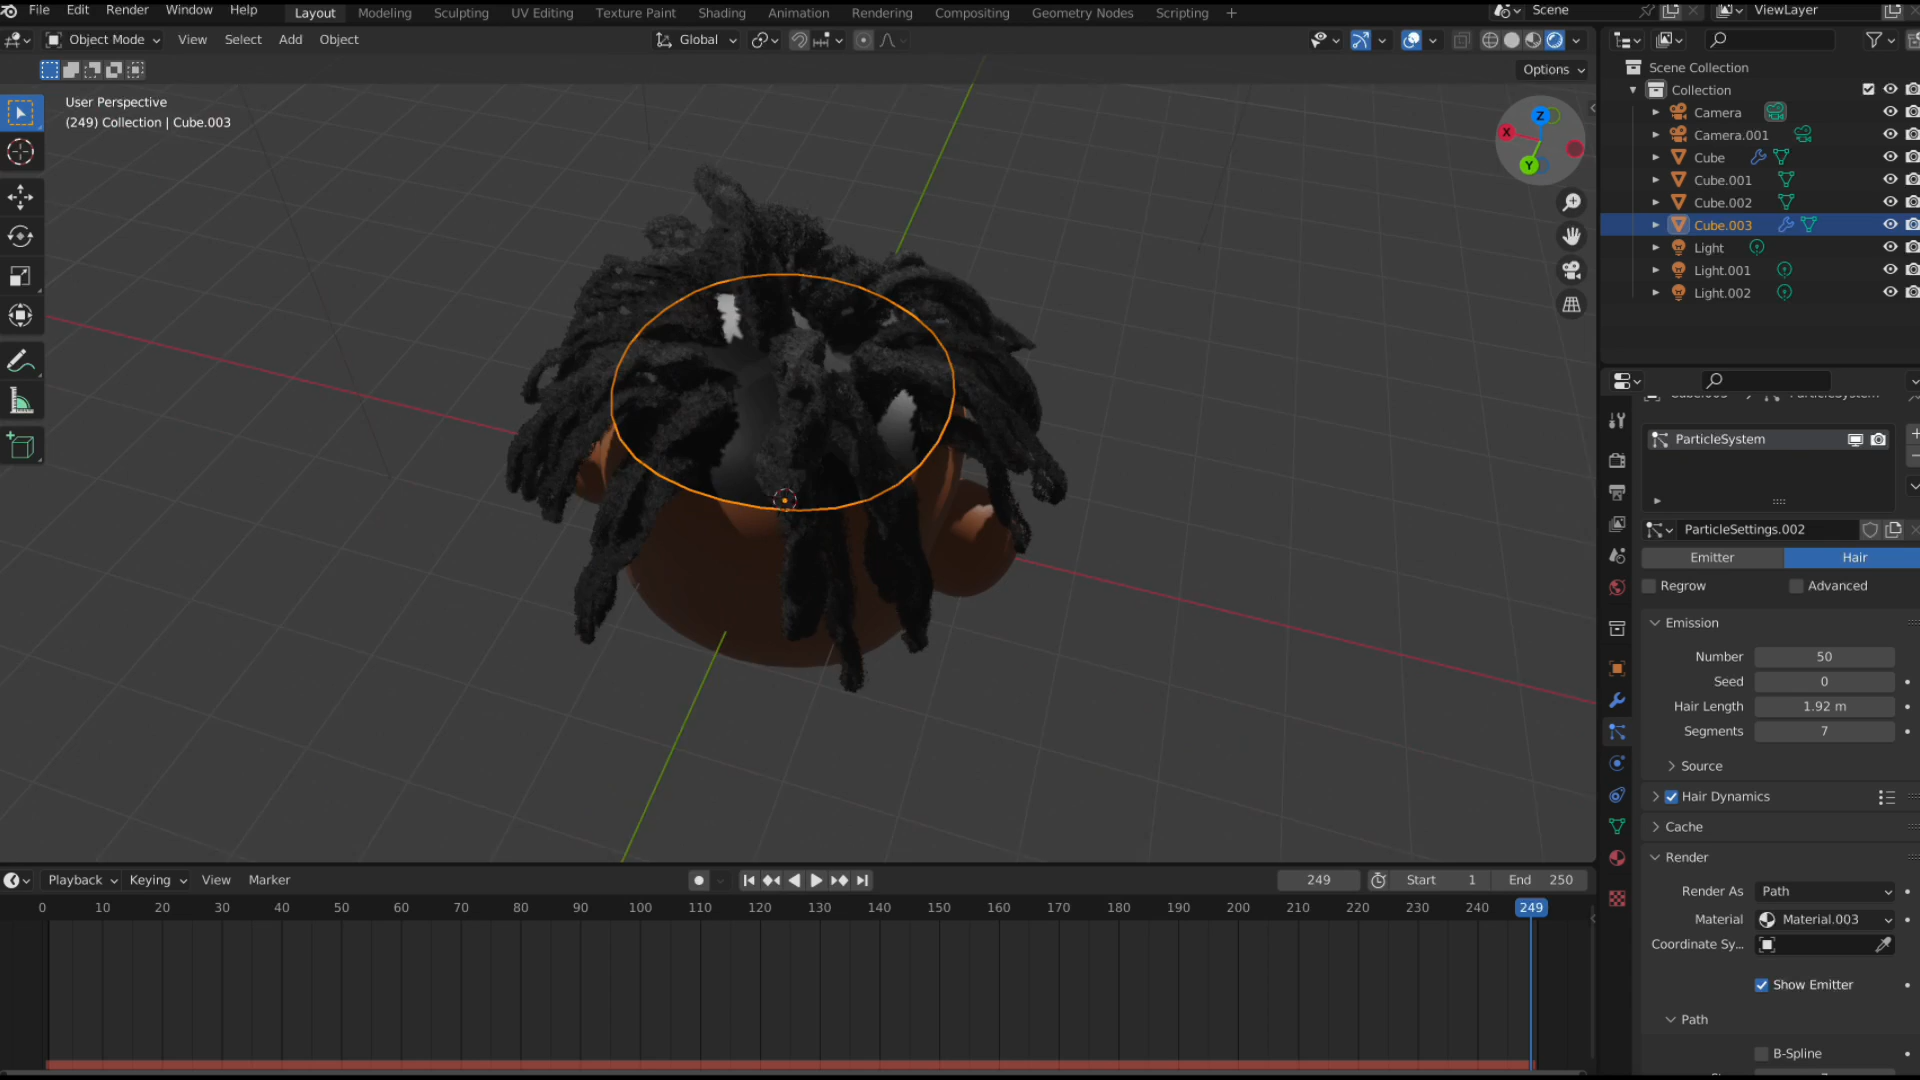 File Edit Render Window Help
Layout Modeling Sculpting UV Editing Texture Paint Shading Animation Rendering Compositing Geometry Nodes Scripting +
Scene
ViewLayer
Object Mode View Select Add Object
Global
Options
User Perspective
(249) Collection | Cube.003
Z
X
Y
Scene Collection
Collection
Camera
Camera.001
Cube
Cube.001
Cube.002
Cube.003
Light
Light.001
Light.002
ParticleSystem
ParticleSettings.002
Emitter Hair
Regrow Advanced
Emission
Number 50
Seed 0
Hair Length 1.92 m
Segments 7
Source
Hair Dynamics
Cache
Render
Render As Path
Material Material.003
Coordinate Sy...
Show Emitter
Path
B-Spline
Playback Keying View Marker
249 Start 1 End 250
0 10 20 30 40 50 60 70 80 90 100 110 120 130 140 150 160 170 180 190 200 210 220 230 240 249